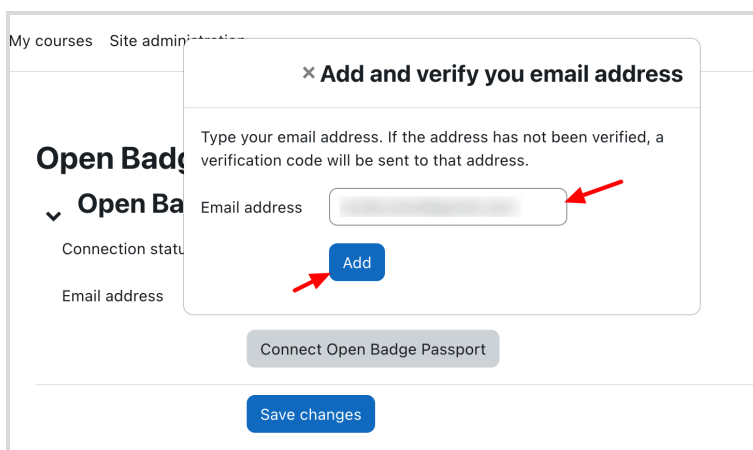 My courses Site administration
× Add and verify you email address
Type your email address. If the address has not been verified, a
verification code will be sent to that address.
Open Badg
Open Ba
Email address
Connection statu
Add
Email address
Connect Open Badge Passport
Save changes